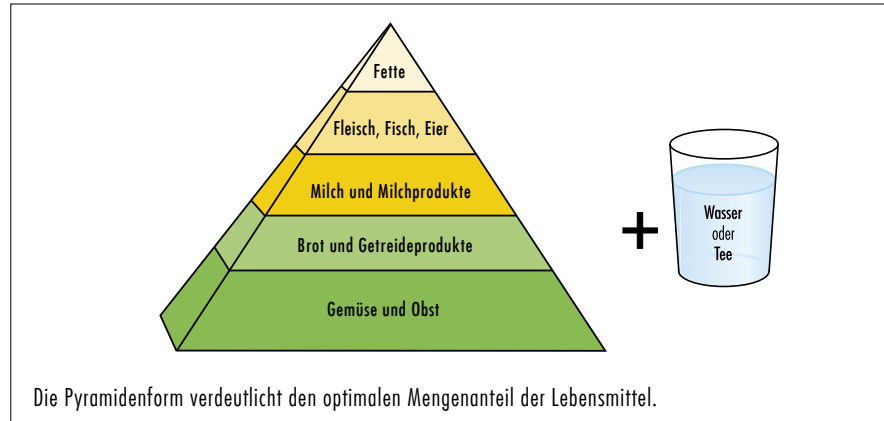 Fette
Fleisch, Fisch, Eier
Milch und Milchprodukte
Brot und Getreideprodukte
Gemüse und Obst
+
Wasser
oder
Tee
Die Pyramidenform verdeutlicht den optimalen Mengenanteil der Lebensmittel.